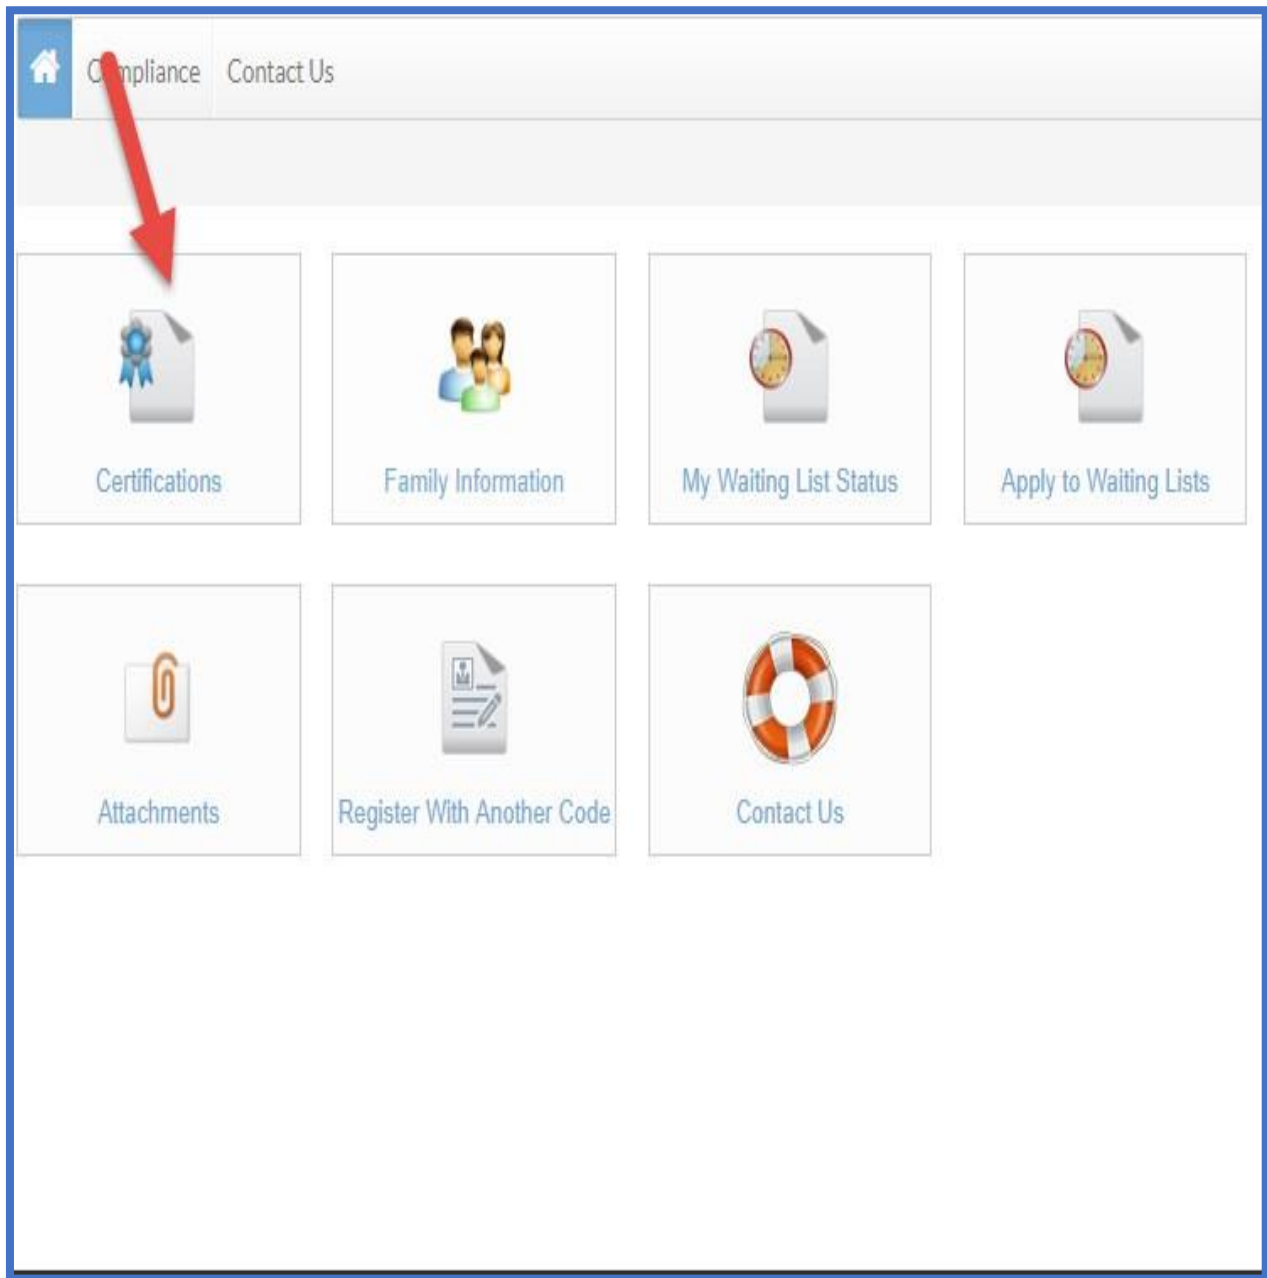 Compliance Contact Us
Certifications
Family Information
My Waiting List Status
Apply to Waiting Lists
Attachments
Register With Another Code
Contact Us